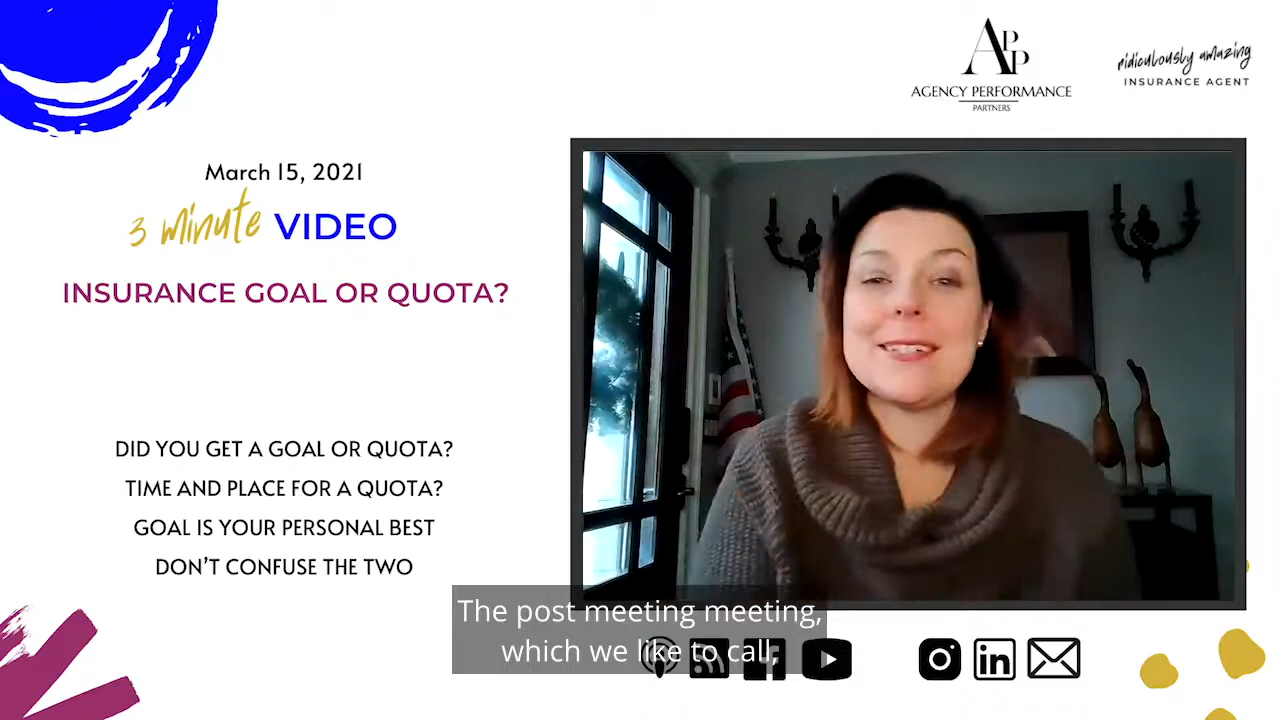 APP
AGENCY PERFORMANCE
PARTNERS
ridiculously amazing
INSURANCE AGENT
March 15, 2021
3 minute VIDEO
INSURANCE GOAL OR QUOTA?
DID YOU GET A GOAL OR QUOTA?
TIME AND PLACE FOR A QUOTA?
GOAL IS YOUR PERSONAL BEST
DON'T CONFUSE THE TWO
The post meeting meeting,
which we like to call,
in